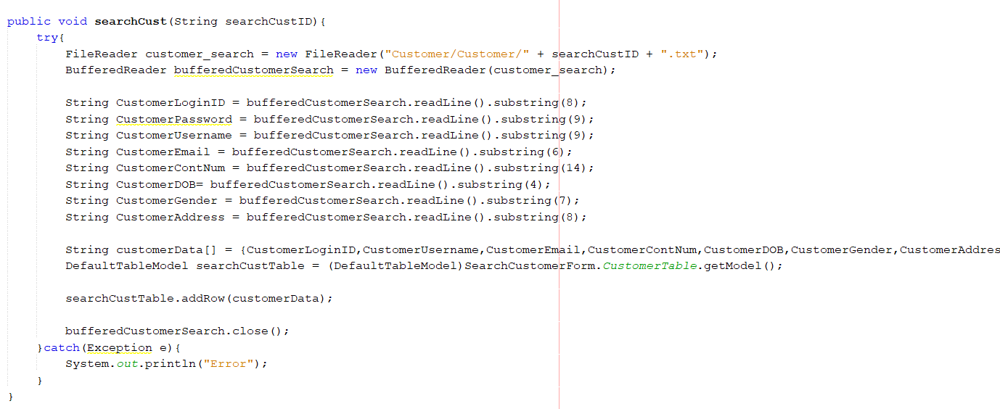 public void searchCust(String searchCustID){
try{
FileReader customer_search = new FileReader("Customer/Customer/" + searchCustID + ".txt");
BufferedReader bufferedCustomerSearch = new BufferedReader(customer_search);
String CustomerLoginID = bufferedCustomerSearch.readLine().substring(8);
String CustomerPassword = bufferedCustomerSearch.readLine().substring(9);
String CustomerUsername = bufferedCustomerSearch.readLine().substring(9);
String CustomerEmail = bufferedCustomerSearch.readLine().substring(6);
String CustomerContNum = bufferedCustomerSearch.readLine().substring(14);
String CustomerDOB= bufferedCustomerSearch.readLine().substring(4);
String CustomerGender = bufferedCustomerSearch.readLine().substring(7);
String CustomerAddress = bufferedCustomerSearch.readLine().substring(8);
String customerData[] = {CustomerLoginID,CustomerUsername,CustomerEmail,CustomerContNum,CustomerDOB,CustomerGender,CustomerAddres
DefaultTableModel searchCustTable = (DefaultTableModel)SearchCustomerForm.CustomerTable.getModel();
searchCustTable.addRow(customerData);
bufferedCustomerSearch.close();
}catch(Exception e){
System.out.println("Error");
}
}